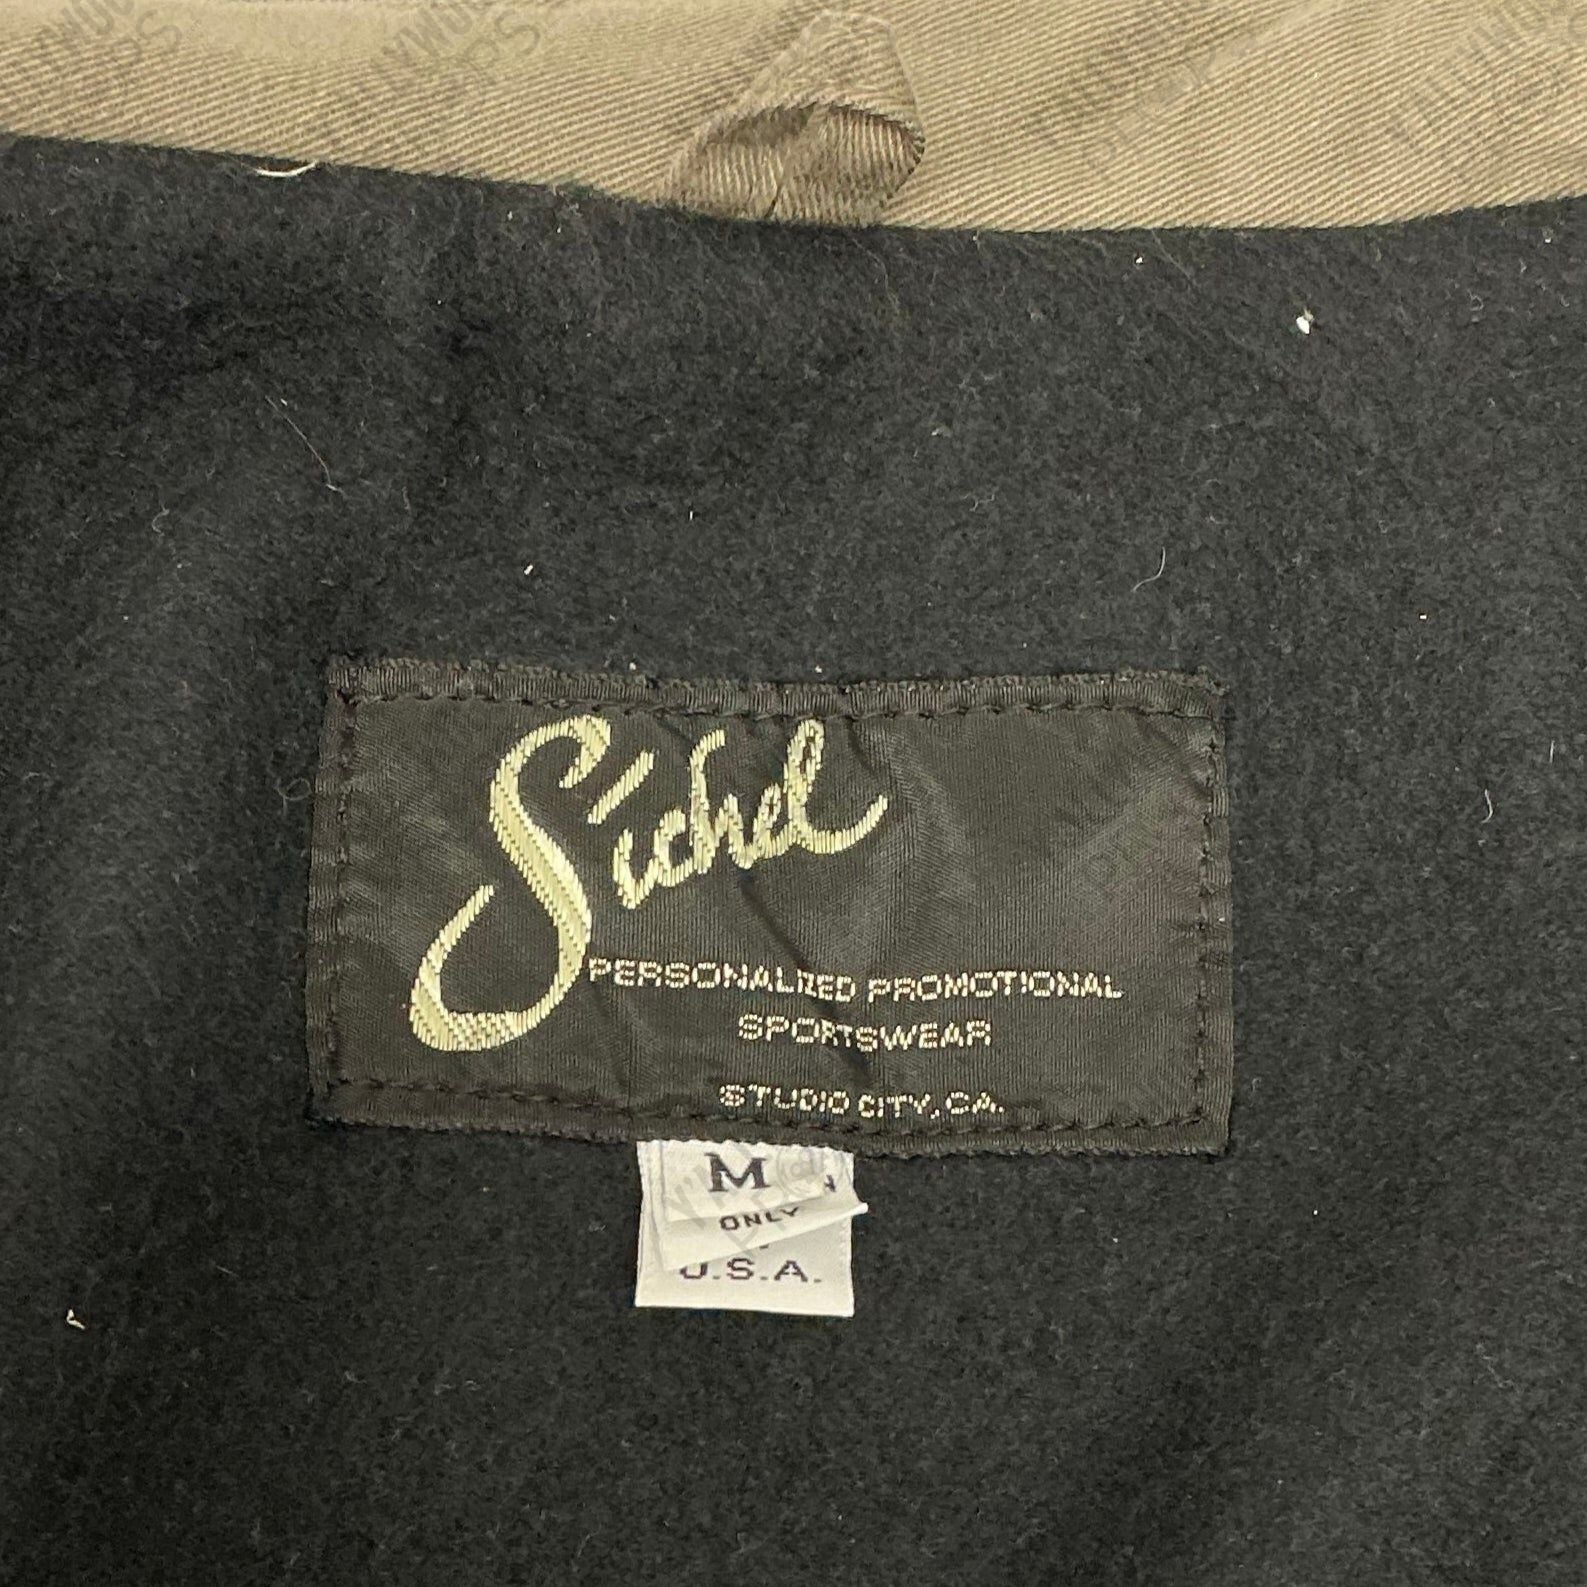 Sichel
PERSONALIZED PROMOTIONAL
SPORTSWEAR
STUDIO CITY, CA.
M
ONLY
U.S.A.